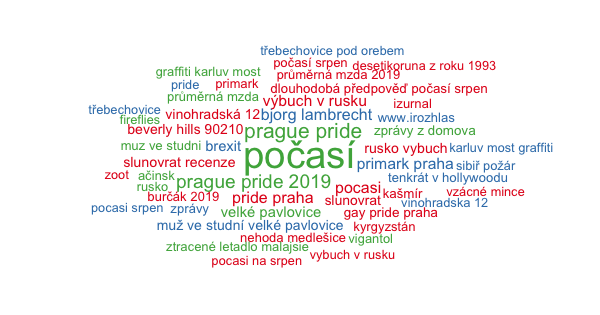 třebechovice pod orebem
počasí srpen
desetikoruna z roku 1993
graffiti karluv most
průměrná mzda 2019
pride
primark
dlouhodobá předpověď počasí srpen
průměrná mzda
výbuch v rusku
izurnal
třebechovice
vinohradská 12
bjorg lambrecht
www.irozhlas
fireflies
beverly hills 90210
prague pride
zprávy z domova
muz ve studni
brexit
počasí
rusko vybuch
karluv most graffiti
slunovrat recenze
primark praha
sibiř požár
zoot
ačinsk
prague pride 2019
tenkrát v hollywoodu
rusko
pocasi
kašmír
vzácné mince
burčák 2019
pride praha
slunovrat
vinohradska 12
pocasi srpen
zprávy
velké pavlovice
gay pride praha
muž ve studní velké pavlovice
kyrgyzstán
nehoda medlešice
vigantol
ztracené letadlo malajsie
vybuch v rusku
pocasi na srpen